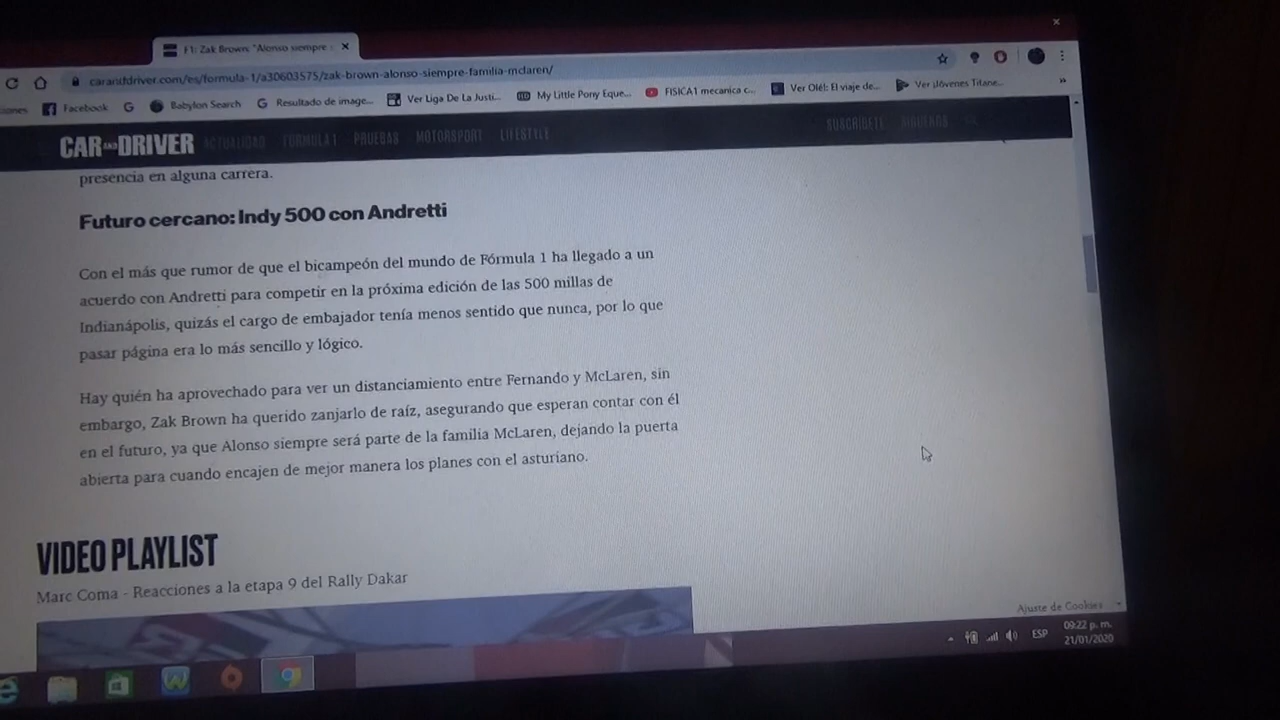 F1: Zak Brown: "Alonso siempre
caranddriver.com/es/formula-1/a30603575/zak-brown-alonso-siempre-familia-mclaren/
Facebook
Babylon Search
Resultado de image...
Ver Liga De La Justi...
My Little Pony Eque...
FISICA1 mecanica c...
Ver Olé!: El viaje de...
Ver ¡Jóvenes Titane...
CAR AND DRIVER ACTUALIDAD FÓRMULA 1 PRUEBAS MOTORSPORT LIFESTYLE SUSCRÍBETE SÍGUENOS
presencia en alguna carrera.
Futuro cercano: Indy 500 con Andretti
Con el más que rumor de que el bicampeón del mundo de Fórmula 1 ha llegado a un
acuerdo con Andretti para competir en la próxima edición de las 500 millas de
Indianápolis, quizás el cargo de embajador tenía menos sentido que nunca, por lo que
pasar página era lo más sencillo y lógico.
Hay quién ha aprovechado para ver un distanciamiento entre Fernando y McLaren, sin
embargo, Zak Brown ha querido zanjarlo de raíz, asegurando que esperan contar con él
en el futuro, ya que Alonso siempre será parte de la familia McLaren, dejando la puerta
abierta para cuando encajen de mejor manera los planes con el asturiano.
VIDEO PLAYLIST
Marc Coma - Reacciones a la etapa 9 del Rally Dakar
Ajuste de Cookies
ESP
09:22 p. m.
21/01/2020